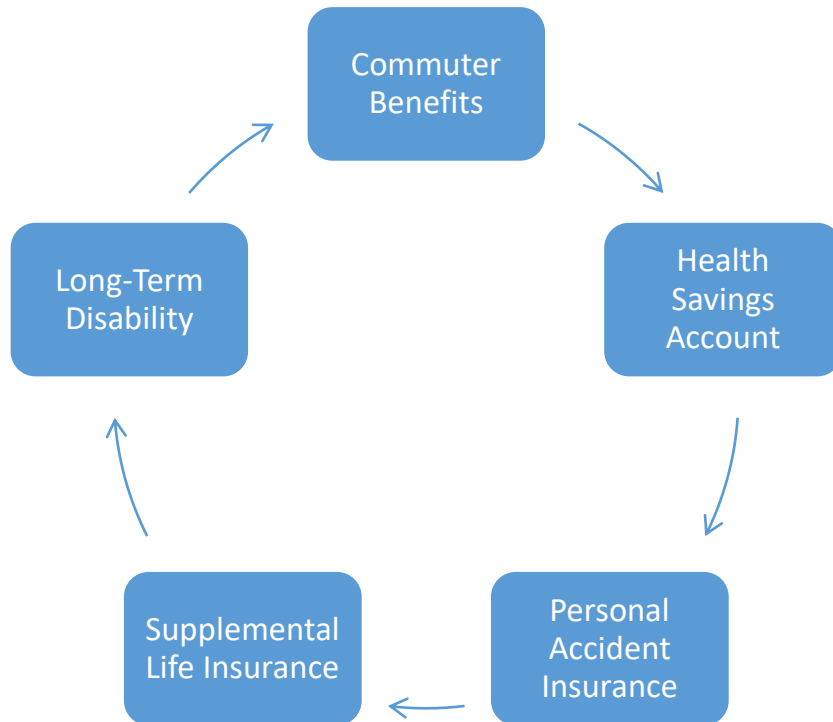 Commuter
Benefits
Health
Savings
Account
Personal
Accident
Insurance
Supplemental
Life Insurance
Long-Term
Disability